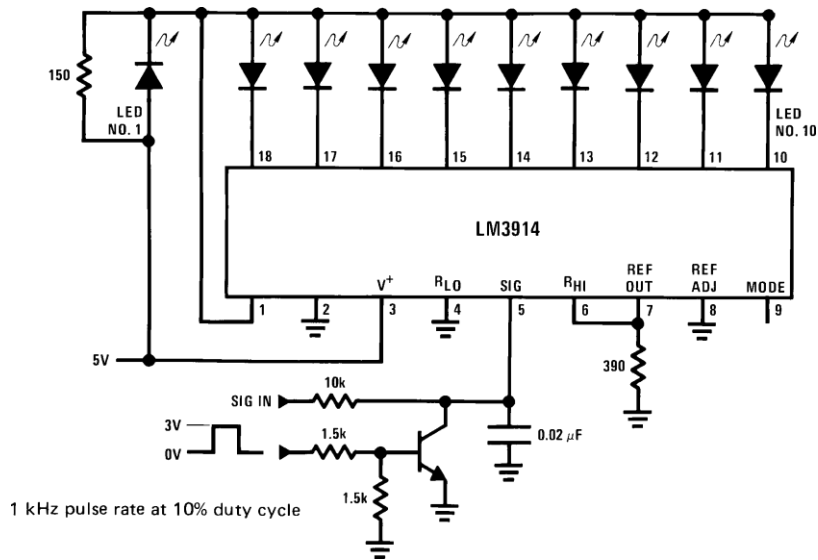 150
LED
NO. 1
LED
NO. 10
18 17 16 15 14 13 12 11 10
LM3914
V+ RLO SIG RHI REF OUT REF ADJ MODE
1 2 3 4 5 6 7 8 9
5V
390
SIG IN
10k
3V
0V
1.5k
0.02 μF
1.5k
1 kHz pulse rate at 10% duty cycle